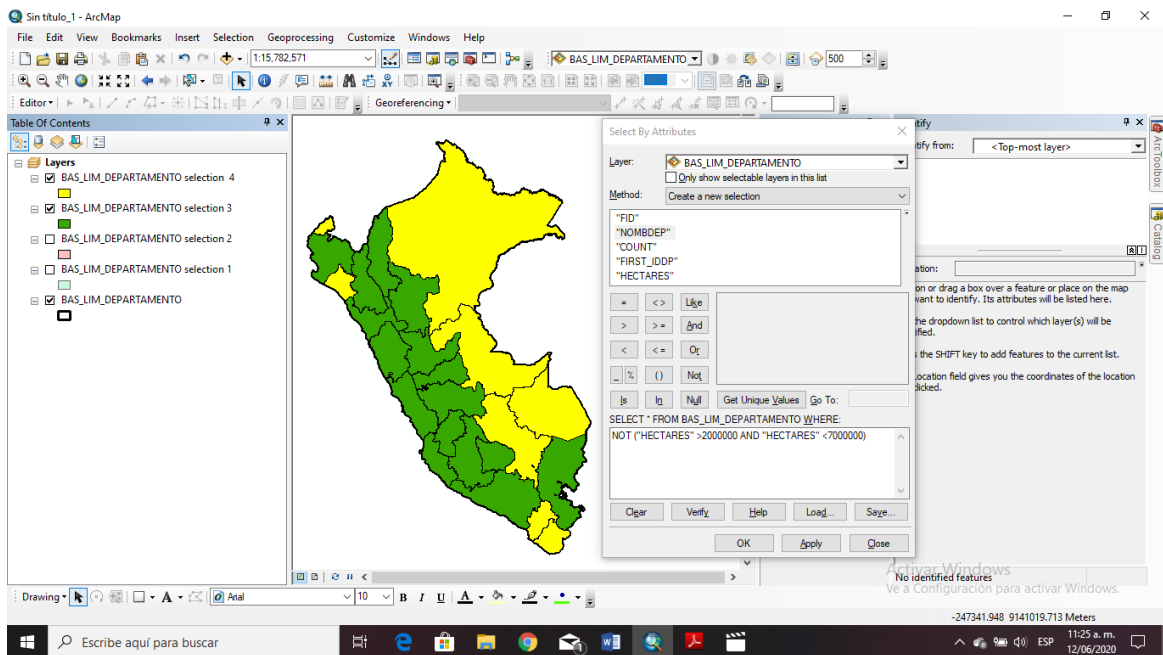 Sin título_1 - ArcMap
File Edit View Bookmarks Insert Selection Geoprocessing Customize Windows Help
1:15,782,571
BAS_LIM_DEPARTAMENTO
500
Editor
Georeferencing
Table Of Contents
Layers
BAS_LIM_DEPARTAMENTO selection 4
BAS_LIM_DEPARTAMENTO selection 3
BAS_LIM_DEPARTAMENTO selection 2
BAS_LIM_DEPARTAMENTO selection 1
BAS_LIM_DEPARTAMENTO
Select By Attributes
Layer: BAS_LIM_DEPARTAMENTO
Only show selectable layers in this list
Method: Create a new selection
"FID"
"NOMBDEP"
"COUNT"
"FIRST_IDDP"
"HECTARES"
= < > Like
> > = And
< < = Or
_ % ( ) Not
Is In Null Get Unique Values Go To:
SELECT * FROM BAS_LIM_DEPARTAMENTO WHERE:
NOT ("HECTARES" >2000000 AND "HECTARES" <7000000)
Clear Verify Help Load... Save...
OK Apply Close
tify
tify from: <Top-most layer>
ation:
on or drag a box over a feature or place on the map
want to identify. Its attributes will be listed here.
he dropdown list to control which layer(s) will be
ified.
s the SHIFT key to add features to the current list.
ocation field gives you the coordinates of the location
licked.
No identified features
ArcToolbox
Catalog
Activar Windows
Ve a Configuración para activar Windows.
Drawing
Arial
10
B I U A
-247341.948 9141019.713 Meters
Escribe aquí para buscar
ESP
11:25 a. m.
12/06/2020